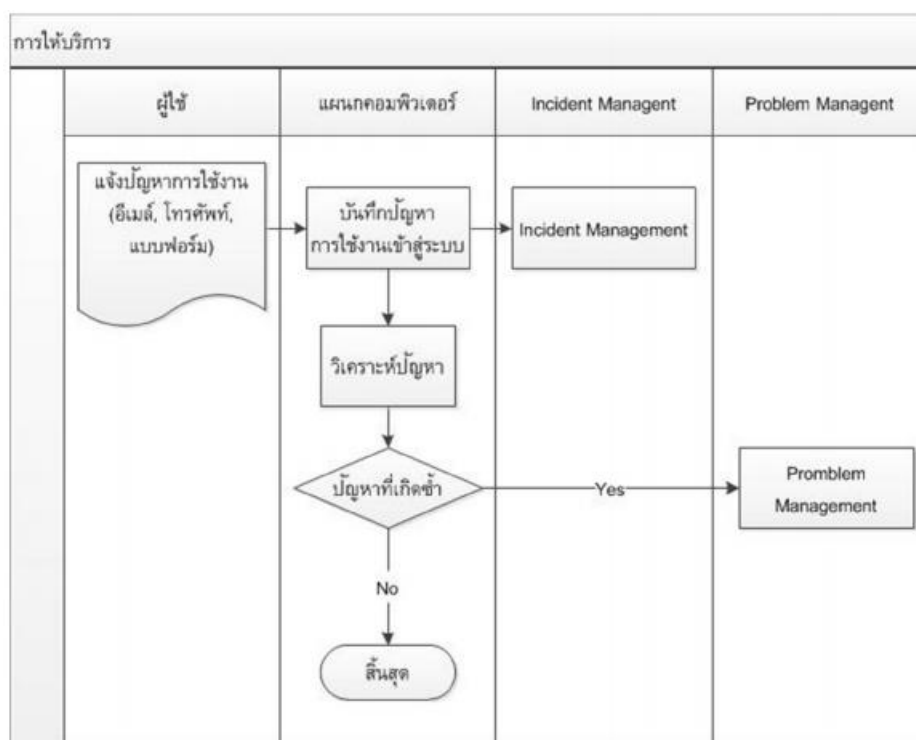 การให้บริการ
ผู้ใช้
แผนกคอมพิวเตอร์
Incident Managent
Problem Managent
แจ้งปัญหาการใช้งาน
(อีเมล์, โทรศัพท์,
แบบฟอร์ม)
บันทึกปัญหา
การใช้งานเข้าสู่ระบบ
Incident Management
วิเคราะห์ปัญหา
ปัญหาที่เกิดซ้ำ
Yes
Promblem
Management
No
สิ้นสุด